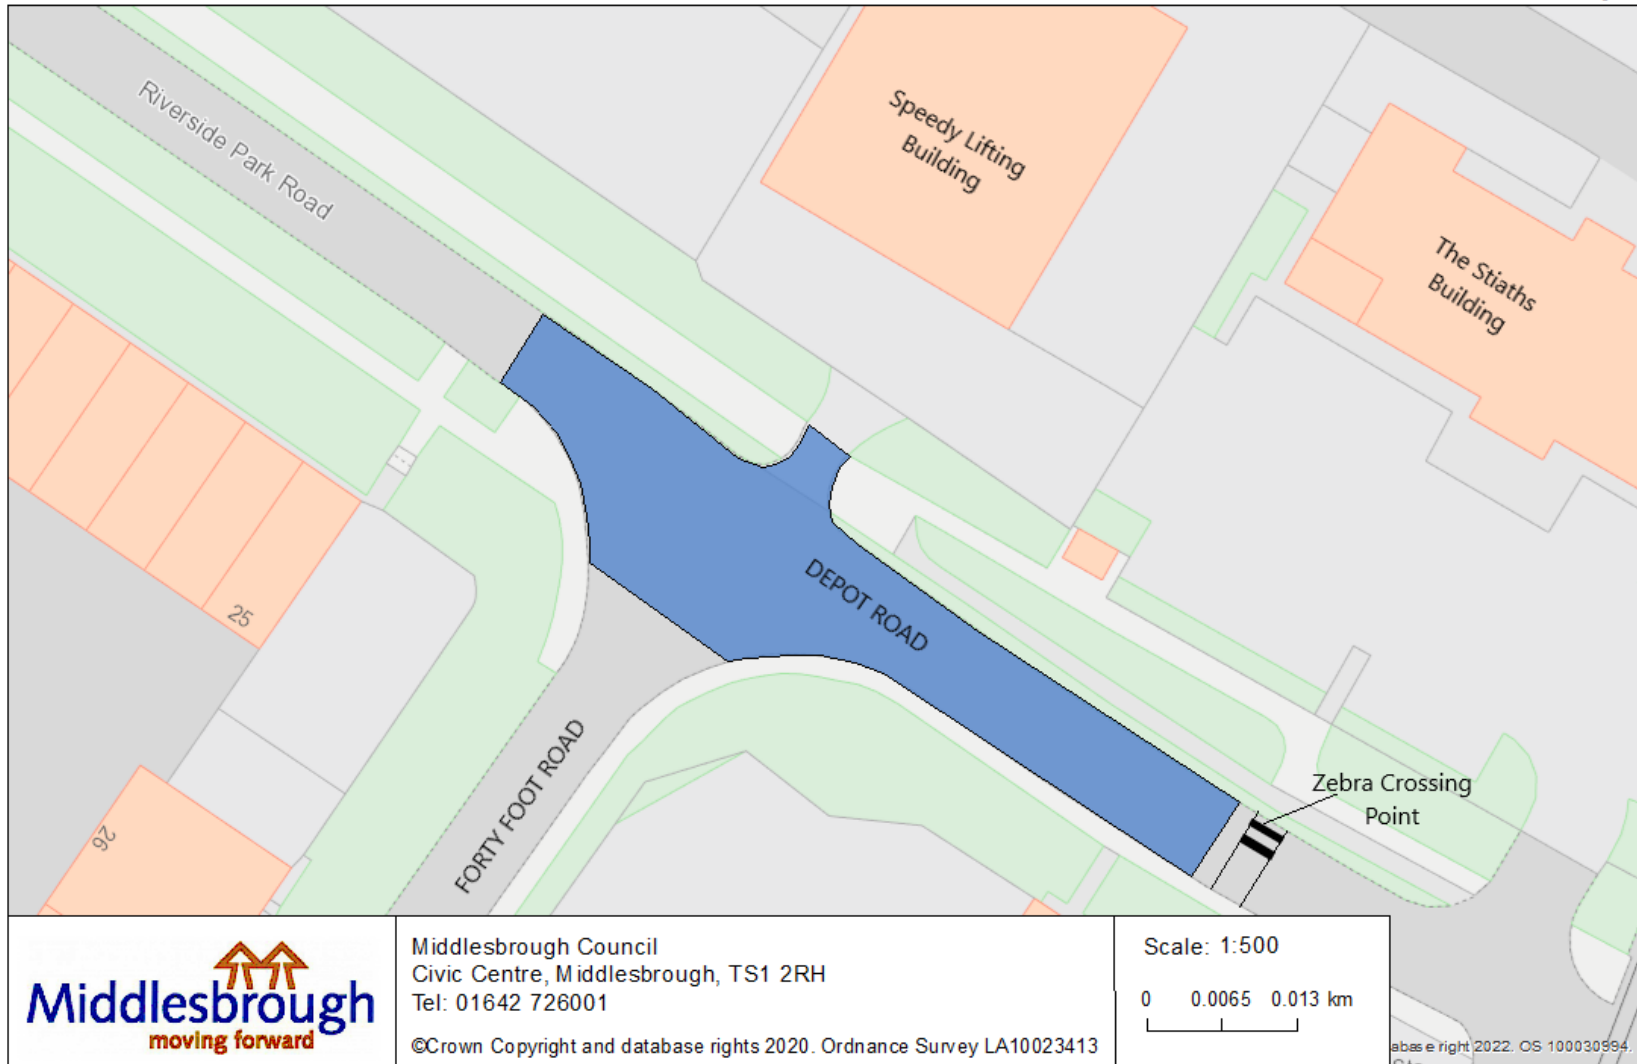 Riverside Park Road
Speedy Lifting
Building
The Stiaths
Building
DEPOT ROAD
25
FORTY FOOT ROAD
26
Zebra Crossing
Point
Middlesbrough
moving forward
Middlesbrough Council
Civic Centre, Middlesbrough, TS1 2RH
Tel: 01642 726001
©Crown Copyright and database rights 2020. Ordnance Survey LA10023413
Scale: 1:500
0 0.0065 0.013 km
right 2022. OS 100030994.